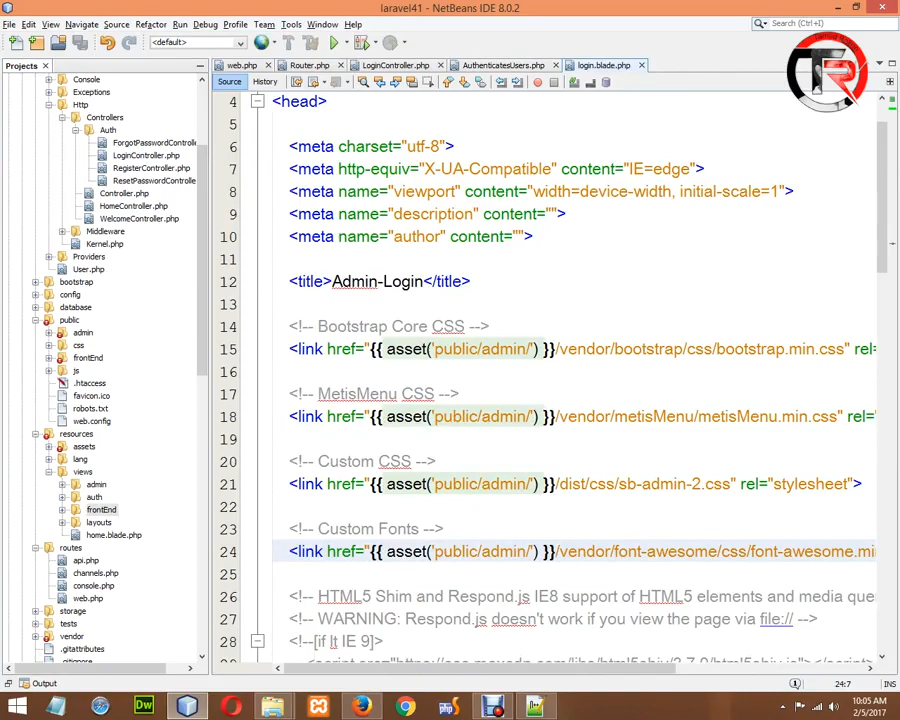 laravel41 - NetBeans IDE 8.0.2
File Edit View Navigate Source Refactor Run Debug Profile Team Tools Window Help
Search (Ctrl+I)
<default>
Projects
web.php Router.php LoginController.php AuthenticatesUsers.php login.blade.php
Source History
Console
Exceptions
Http
Controllers
Auth
ForgotPasswordControlle
LoginController.php
RegisterController.php
ResetPasswordControlle
Controller.php
HomeController.php
WelcomeController.php
Middleware
Kernel.php
Providers
User.php
bootstrap
config
database
public
admin
css
frontEnd
js
.htaccess
favicon.ico
robots.txt
web.config
resources
assets
lang
views
admin
auth
frontEnd
layouts
home.blade.php
routes
api.php
channels.php
console.php
web.php
storage
tests
vendor
.gitattributes
.gitignore
4 <head>
5
6 <meta charset="utf-8">
7 <meta http-equiv="X-UA-Compatible" content="IE=edge">
8 <meta name="viewport" content="width=device-width, initial-scale=1">
9 <meta name="description" content="">
10 <meta name="author" content="">
11
12 <title>Admin-Login</title>
13
14 <!-- Bootstrap Core CSS -->
15 <link href="{{ asset('public/admin/') }}/vendor/bootstrap/css/bootstrap.min.css" rel=
16
17 <!-- MetisMenu CSS -->
18 <link href="{{ asset('public/admin/') }}/vendor/metisMenu/metisMenu.min.css" rel="
19
20 <!-- Custom CSS -->
21 <link href="{{ asset('public/admin/') }}/dist/css/sb-admin-2.css" rel="stylesheet">
22
23 <!-- Custom Fonts -->
24 <link href="{{ asset('public/admin/') }}/vendor/font-awesome/css/font-awesome.mi
25
26 <!-- HTML5 Shim and Respond.js IE8 support of HTML5 elements and media que
27 <!-- WARNING: Respond.js doesn't work if you view the page via file:// -->
28 <!--[if lt IE 9]>
Output
24:7 INS
Dw
php
10:05 AM
2/5/2017